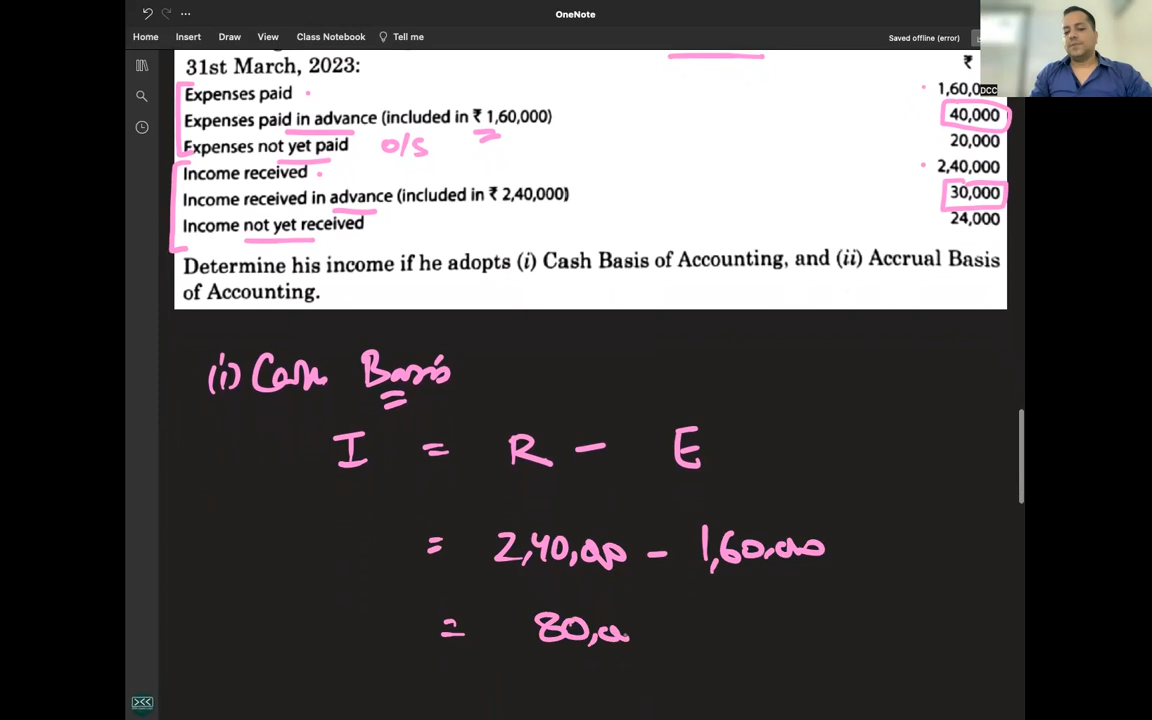 OneNote
Home Insert Draw View Class Notebook Tell me
Saved offline (error)
31st March, 2023: ₹
Expenses paid 1,60,0
DCC
Expenses paid in advance (included in ₹ 1,60,000) 40,000
Expenses not yet paid O/S 20,000
Income received 2,40,000
Income received in advance (included in ₹ 2,40,000) 30,000
Income not yet received 24,000
Determine his income if he adopts (i) Cash Basis of Accounting, and (ii) Accrual Basis
of Accounting.
(i) Cash Basis
I = R - E
= 2,40,000 - 1,60,000
= 80,00